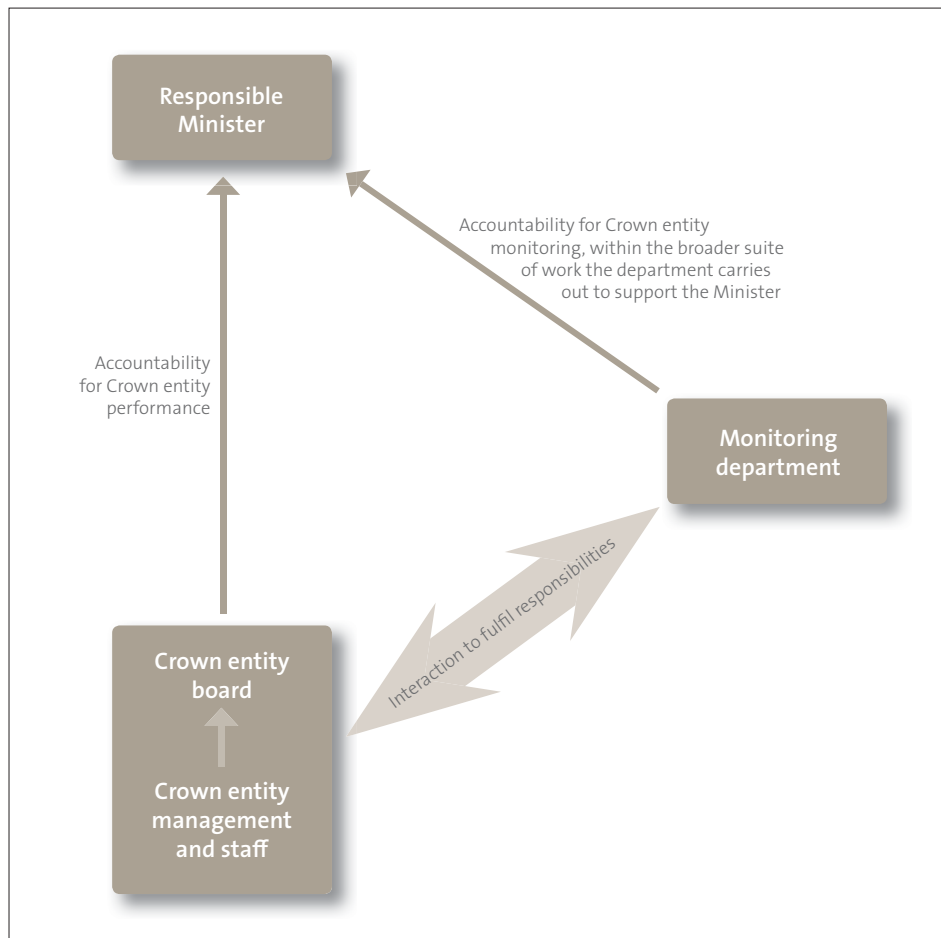 Responsible
Minister
Accountability for Crown entity
monitoring, within the broader suite
of work the department carries
out to support the Minister
Accountability
for Crown entity
performance
Monitoring
department
Interaction to fulfil responsibilities
Crown entity
board
Crown entity
management
and staff